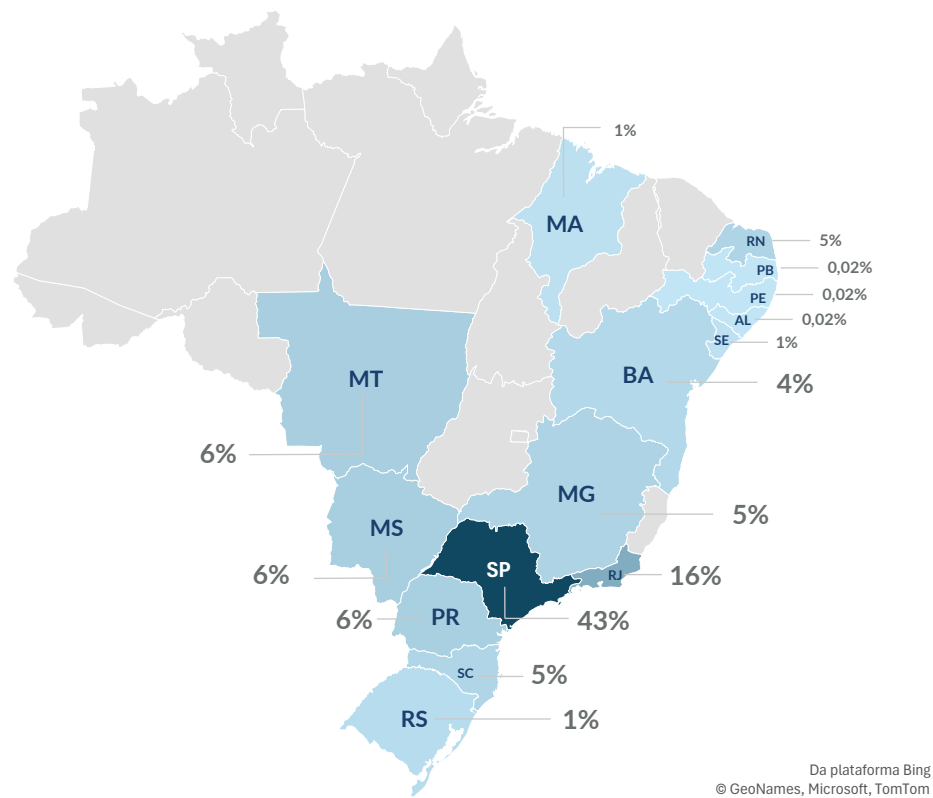 1%
MA
RN
5%
PB
0,02%
PE
0,02%
AL
0,02%
SE
1%
BA
4%
MT
6%
MG
5%
MS
6%
SP
43%
RJ
16%
PR
6%
SC
5%
RS
1%
Da plataforma Bing
© GeoNames, Microsoft, TomTom